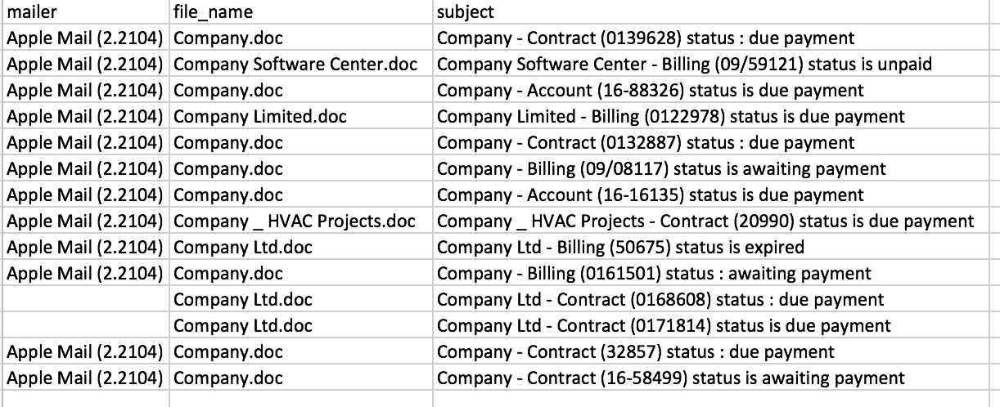 mailer file_name subject
Apple Mail (2.2104) Company.doc Company - Contract (0139628) status : due payment
Apple Mail (2.2104) Company Software Center.doc Company Software Center - Billing (09/59121) status is unpaid
Apple Mail (2.2104) Company.doc Company - Account (16-88326) status is due payment
Apple Mail (2.2104) Company Limited.doc Company Limited - Billing (0122978) status is due payment
Apple Mail (2.2104) Company.doc Company - Contract (0132887) status : due payment
Apple Mail (2.2104) Company.doc Company - Billing (09/08117) status is awaiting payment
Apple Mail (2.2104) Company.doc Company - Account (16-16135) status is due payment
Apple Mail (2.2104) Company _ HVAC Projects.doc Company _ HVAC Projects - Contract (20990) status is due payment
Apple Mail (2.2104) Company Ltd.doc Company Ltd - Billing (50675) status is expired
Apple Mail (2.2104) Company.doc Company - Billing (0161501) status : awaiting payment
Company Ltd.doc Company Ltd - Contract (0168608) status : due payment
Company Ltd.doc Company Ltd - Contract (0171814) status is due payment
Apple Mail (2.2104) Company.doc Company - Contract (32857) status : due payment
Apple Mail (2.2104) Company.doc Company - Contract (16-58499) status is awaiting payment